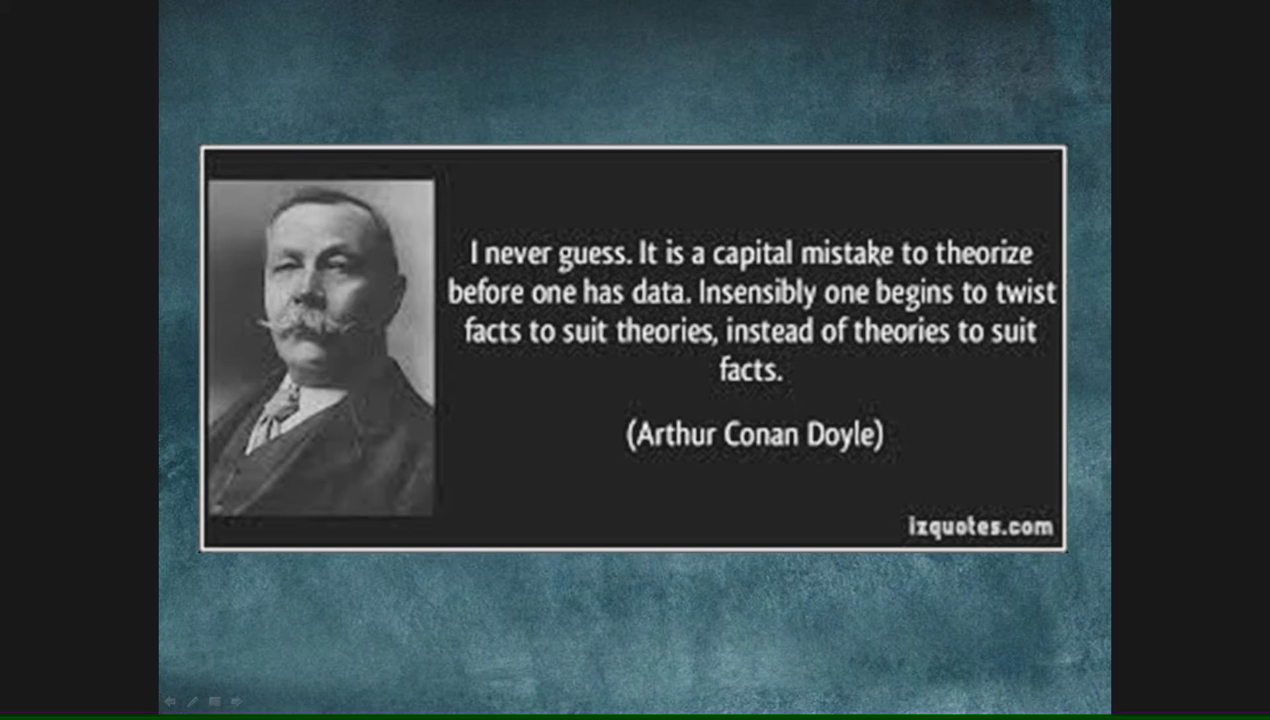 I never guess. It is a capital mistake to theorize
before one has data. Insensibly one begins to twist
facts to suit theories, instead of theories to suit
facts.
(Arthur Conan Doyle)
izquotes.com